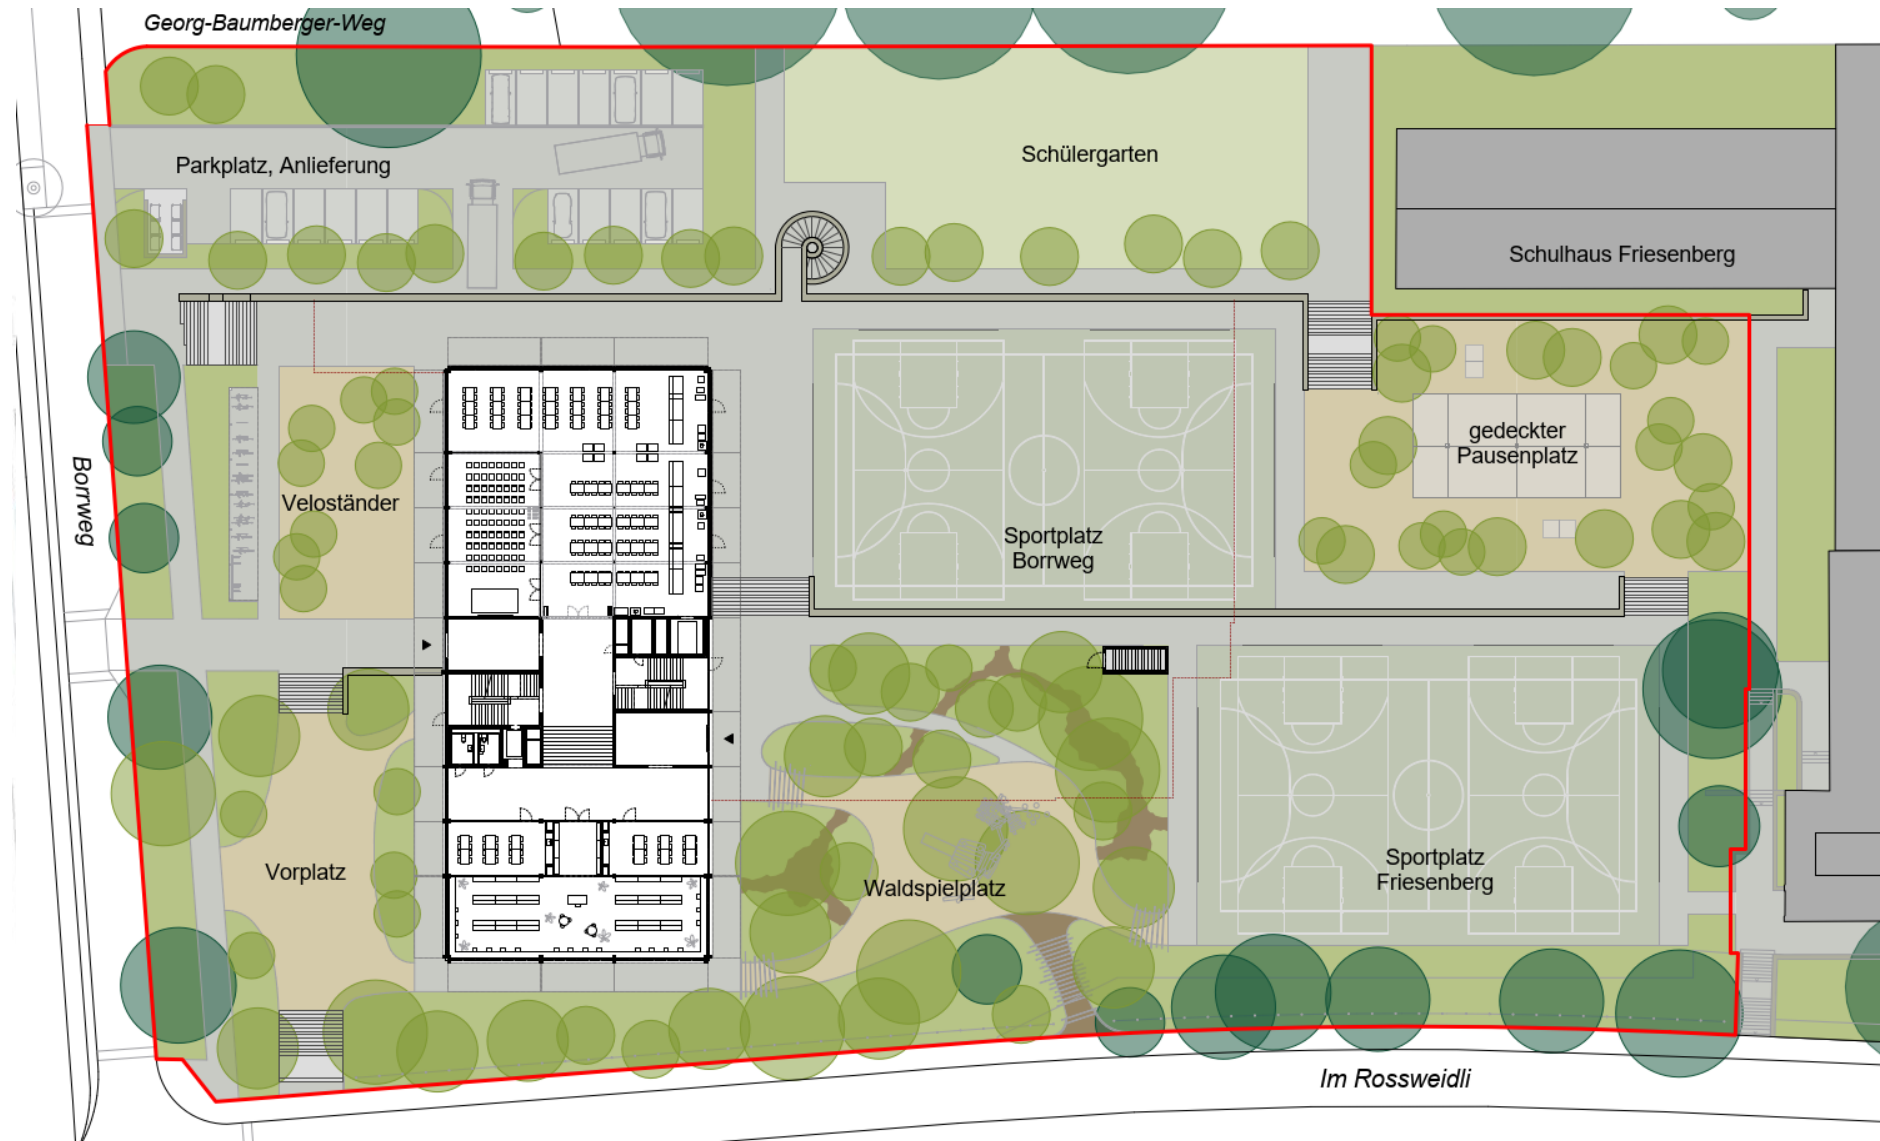 Georg-Baumberger-Weg
Parkplatz, Anlieferung
Schülergarten
Schulhaus Friesenberg
gedeckter
Pausenplatz
Borrweg
Veloständer
Sportplatz
Borrweg
Vorplatz
Waldspielplatz
Sportplatz
Friesenberg
Im Rossweidli